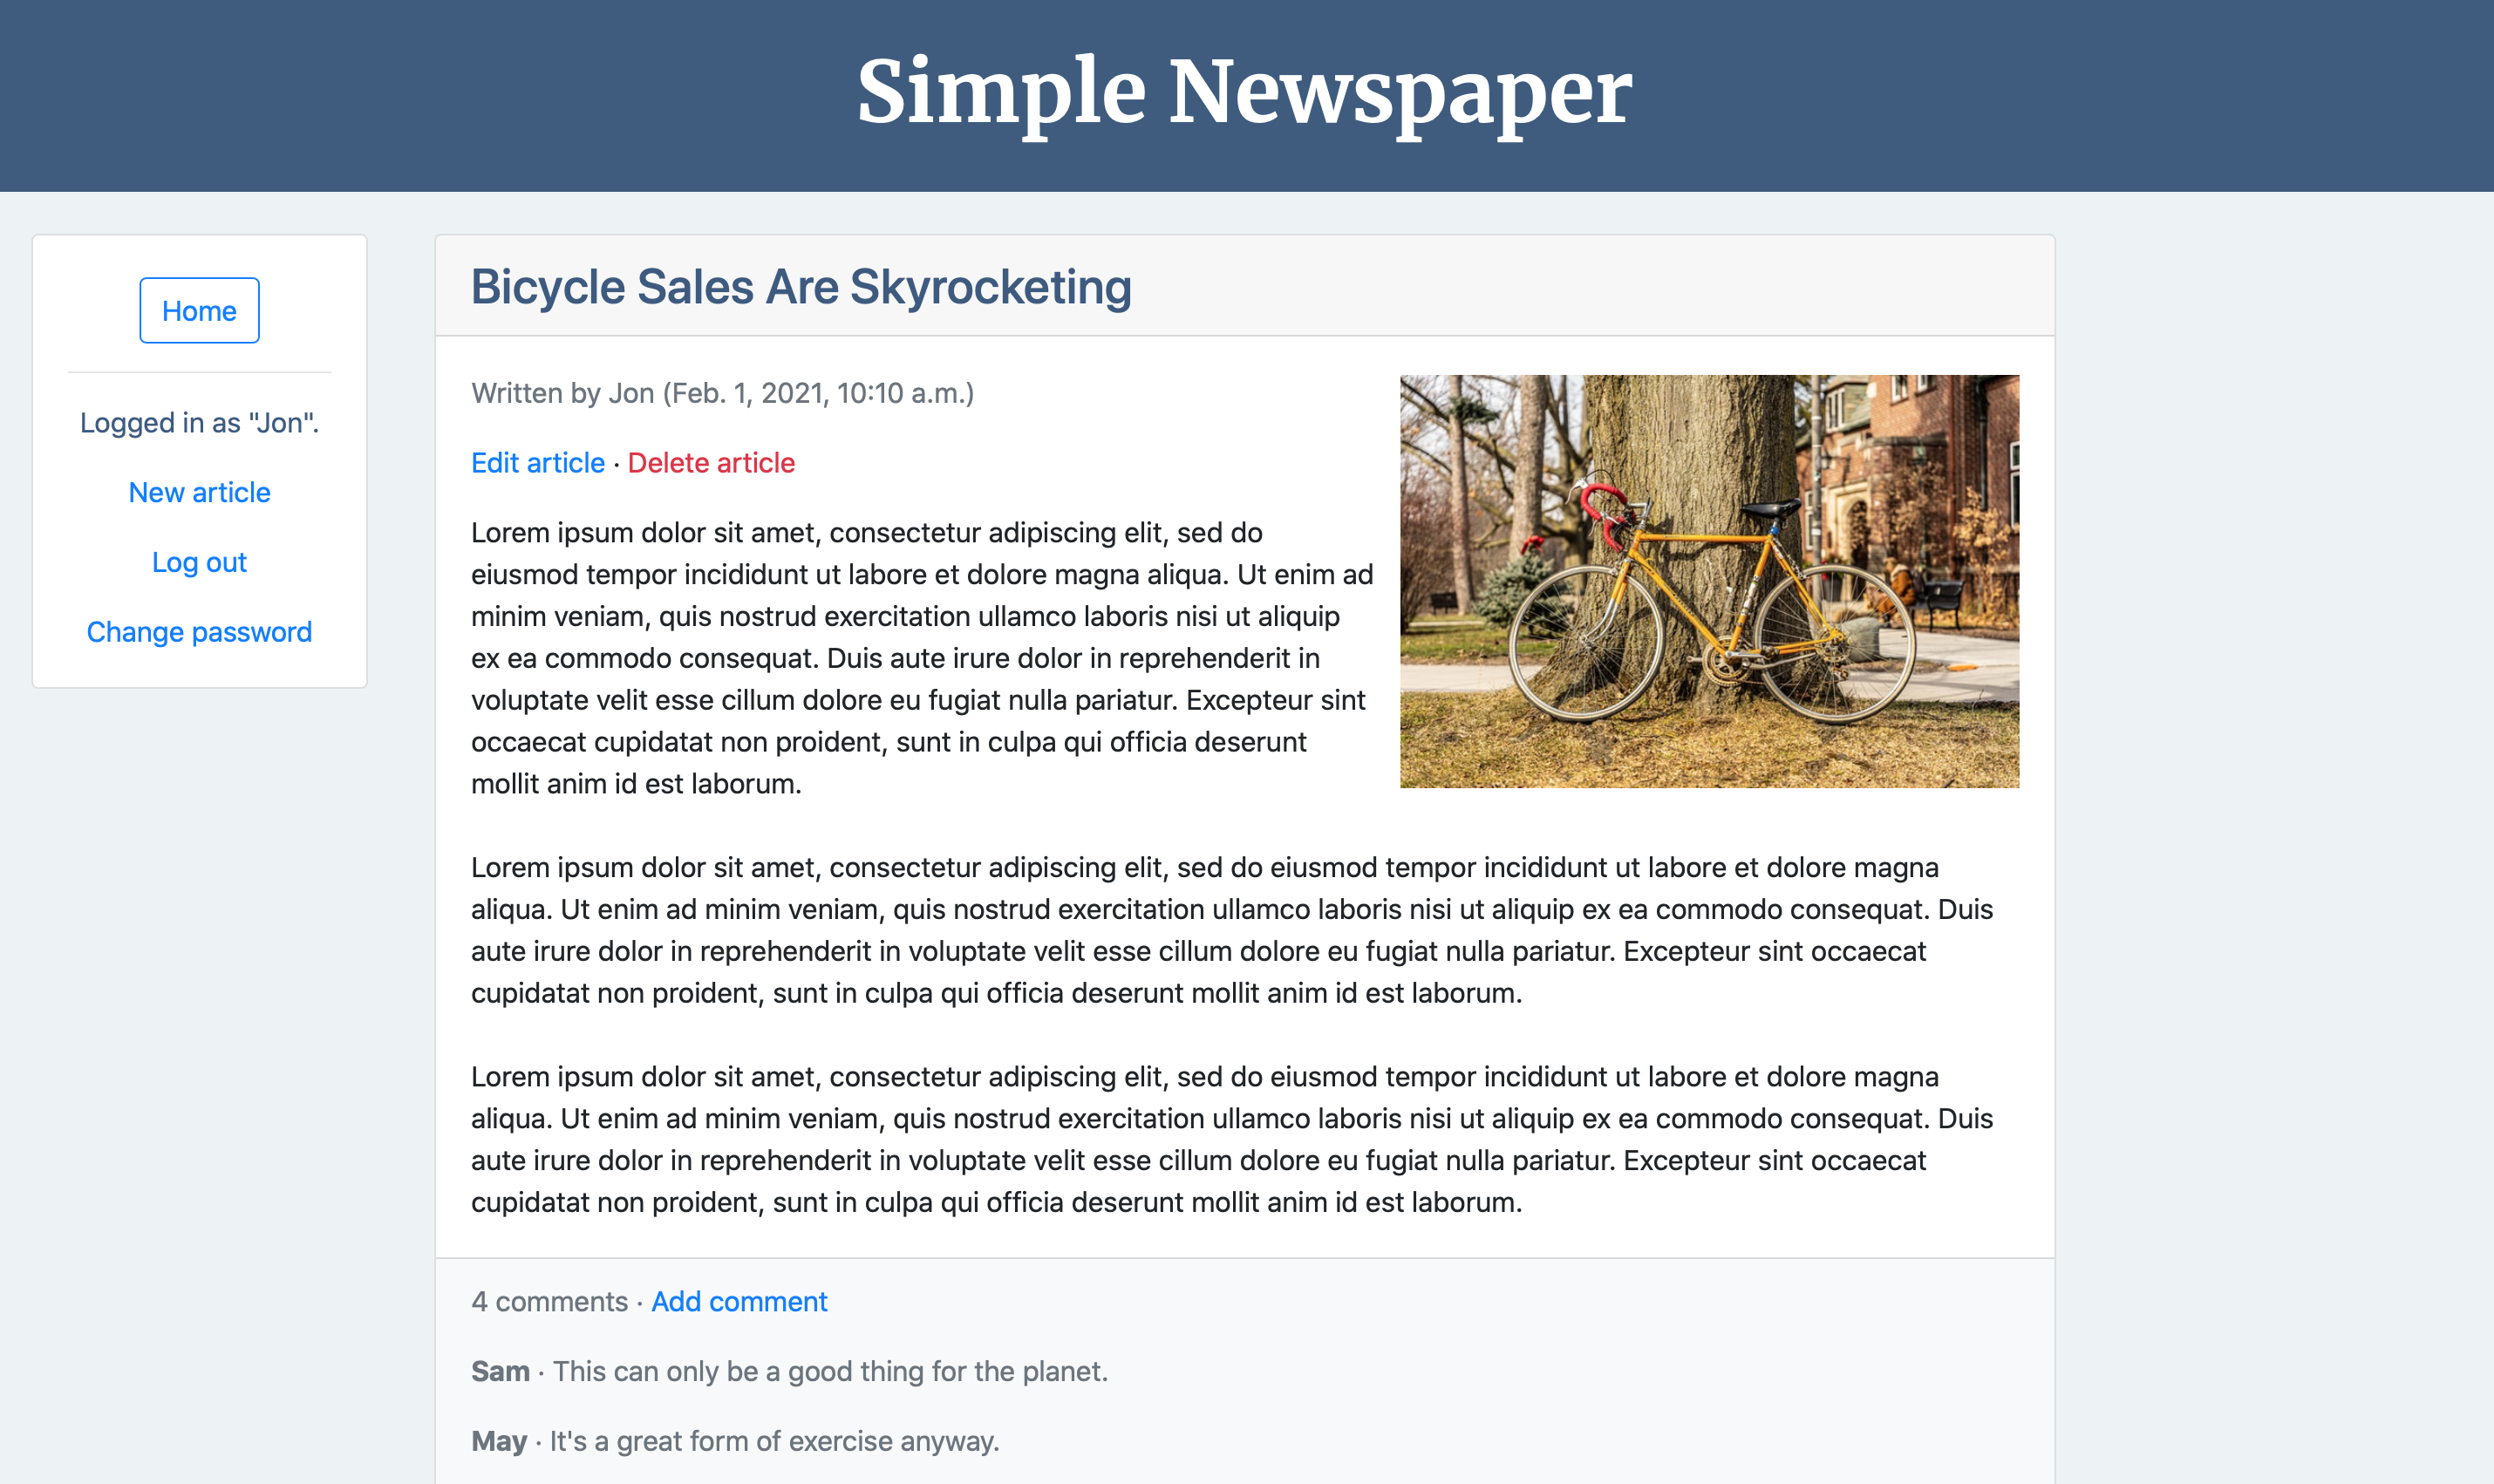 Simple Newspaper
Home
Logged in as "Jon".
New article
Log out
Change password
Bicycle Sales Are Skyrocketing
Written by Jon (Feb. 1, 2021, 10:10 a.m.)
Edit article · Delete article
Lorem ipsum dolor sit amet, consectetur adipiscing elit, sed do
eiusmod tempor incididunt ut labore et dolore magna aliqua. Ut enim ad
minim veniam, quis nostrud exercitation ullamco laboris nisi ut aliquip
ex ea commodo consequat. Duis aute irure dolor in reprehenderit in
voluptate velit esse cillum dolore eu fugiat nulla pariatur. Excepteur sint
occaecat cupidatat non proident, sunt in culpa qui officia deserunt
mollit anim id est laborum.
Lorem ipsum dolor sit amet, consectetur adipiscing elit, sed do eiusmod tempor incididunt ut labore et dolore magna
aliqua. Ut enim ad minim veniam, quis nostrud exercitation ullamco laboris nisi ut aliquip ex ea commodo consequat. Duis
aute irure dolor in reprehenderit in voluptate velit esse cillum dolore eu fugiat nulla pariatur. Excepteur sint occaecat
cupidatat non proident, sunt in culpa qui officia deserunt mollit anim id est laborum.
Lorem ipsum dolor sit amet, consectetur adipiscing elit, sed do eiusmod tempor incididunt ut labore et dolore magna
aliqua. Ut enim ad minim veniam, quis nostrud exercitation ullamco laboris nisi ut aliquip ex ea commodo consequat. Duis
aute irure dolor in reprehenderit in voluptate velit esse cillum dolore eu fugiat nulla pariatur. Excepteur sint occaecat
cupidatat non proident, sunt in culpa qui officia deserunt mollit anim id est laborum.
4 comments · Add comment
Sam · This can only be a good thing for the planet.
May · It's a great form of exercise anyway.